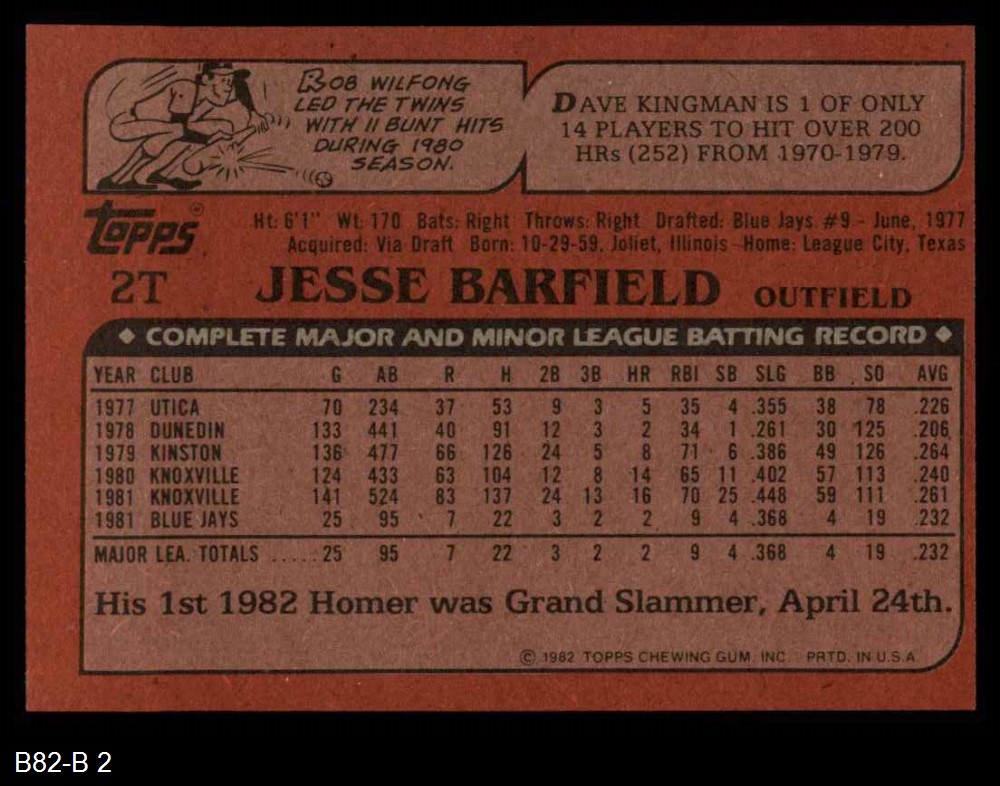 BOB WILFONG
LED THE TWINS
WITH 11 BUNT HITS
DURING 1980
SEASON.
DAVE KINGMAN IS 1 OF ONLY
14 PLAYERS TO HIT OVER 200
HRs (252) FROM 1970-1979.
Topps®
Ht: 6'1" Wt: 170 Bats: Right Throws: Right Drafted: Blue Jays #9 - June, 1977
Acquired: Via Draft Born: 10-29-59, Joliet, Illinois Home: League City, Texas
2T JESSE BARFIELD OUTFIELD
◆ COMPLETE MAJOR AND MINOR LEAGUE BATTING RECORD ◆
YEAR CLUB G AB R H 2B 3B HR RBI SB SLG BB SO AVG
1977 UTICA 70 234 37 53 9 3 5 35 4 .355 38 78 .226
1978 DUNEDIN 133 441 40 91 12 3 2 34 1 .261 30 125 .206
1979 KINSTON 136 477 66 126 24 5 8 71 6 .386 49 126 .264
1980 KNOXVILLE 124 433 63 104 12 8 14 65 11 .402 57 113 .240
1981 KNOXVILLE 141 524 83 137 24 13 16 70 25 .448 59 111 .261
1981 BLUE JAYS 25 95 7 22 3 2 2 9 4 .368 4 19 .232
MAJOR LEA. TOTALS ..... 25 95 7 22 3 2 2 9 4 .368 4 19 .232
His 1st 1982 Homer was Grand Slammer, April 24th.
© 1982 TOPPS CHEWING GUM, INC. PRTD. IN U.S.A.
B82-B 2